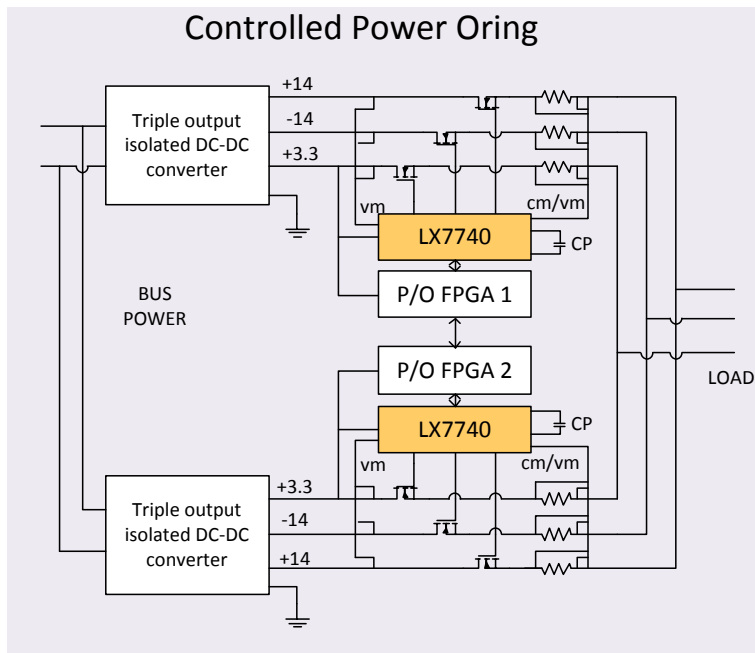 Controlled Power Oring
+14
Triple output
isolated DC-DC
converter
-14
+3.3
vm
cm/vm
LX7740
CP
P/O FPGA 1
BUS
POWER
P/O FPGA 2
LOAD
LX7740
CP
vm
cm/vm
+3.3
Triple output
isolated DC-DC
converter
-14
+14